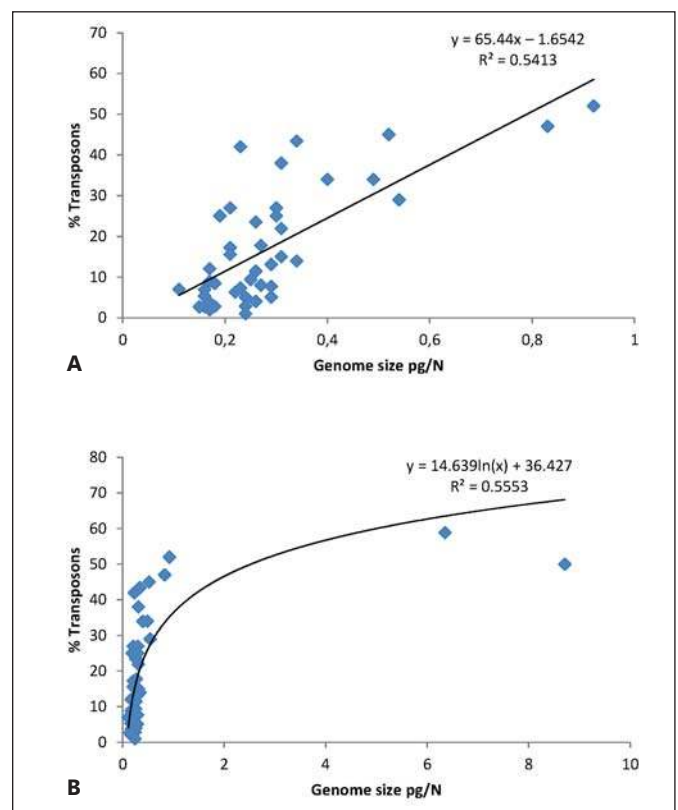 70
60
50
40
30
20
10
0
% Transposons
y = 65.44x – 1.6542
R² = 0.5413
0 0,2 0,4 0,6 0,8 1
Genome size pg/N
A
80
70
60
50
40
30
20
10
0
% Transposons
y = 14.639ln(x) + 36.427
R² = 0.5553
0 2 4 6 8 10
Genome size pg/N
B